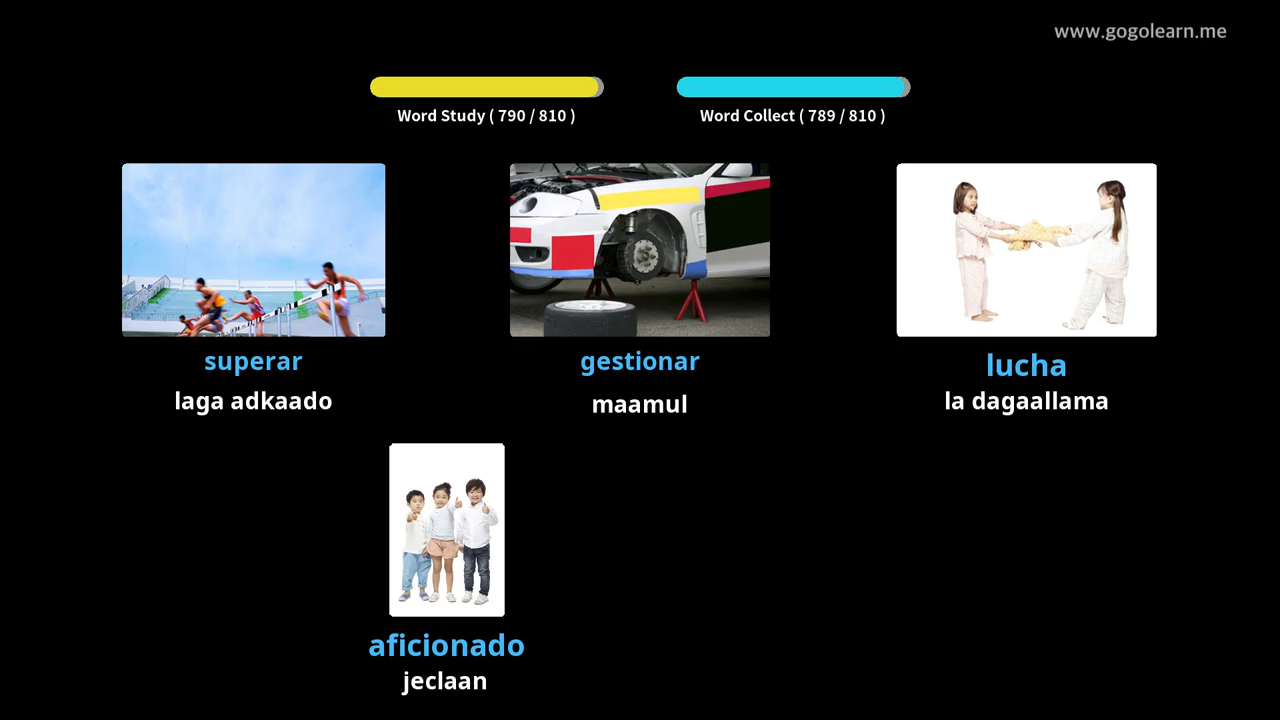 www.gogolearn.me
Word Study ( 790 / 810 )
Word Collect ( 789 / 810 )
superar
gestionar
lucha
laga adkaado
maamul
la dagaallama
aficionado
jeclaan